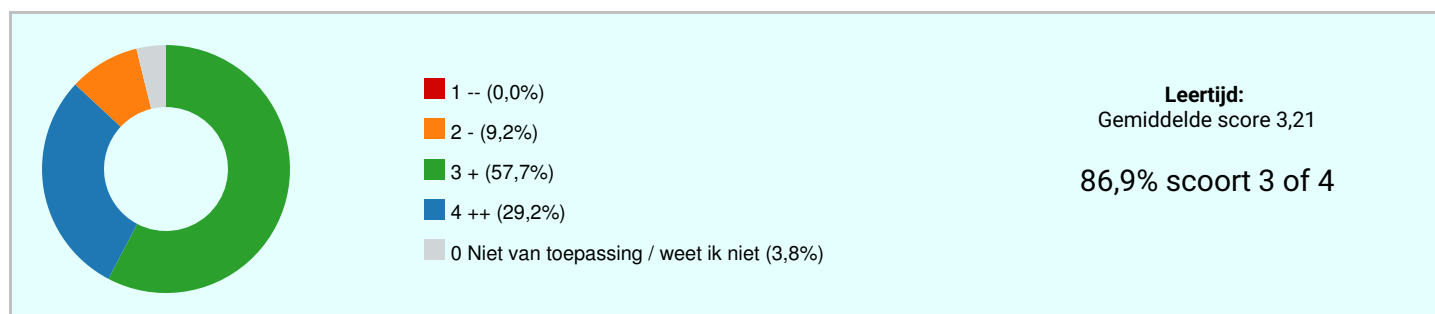 1 -- (0,0%)
2 - (9,2%)
3 + (57,7%)
4 ++ (29,2%)
0 Niet van toepassing / weet ik niet (3,8%)
Leertijd:
Gemiddelde score 3,21
86,9% scoort 3 of 4